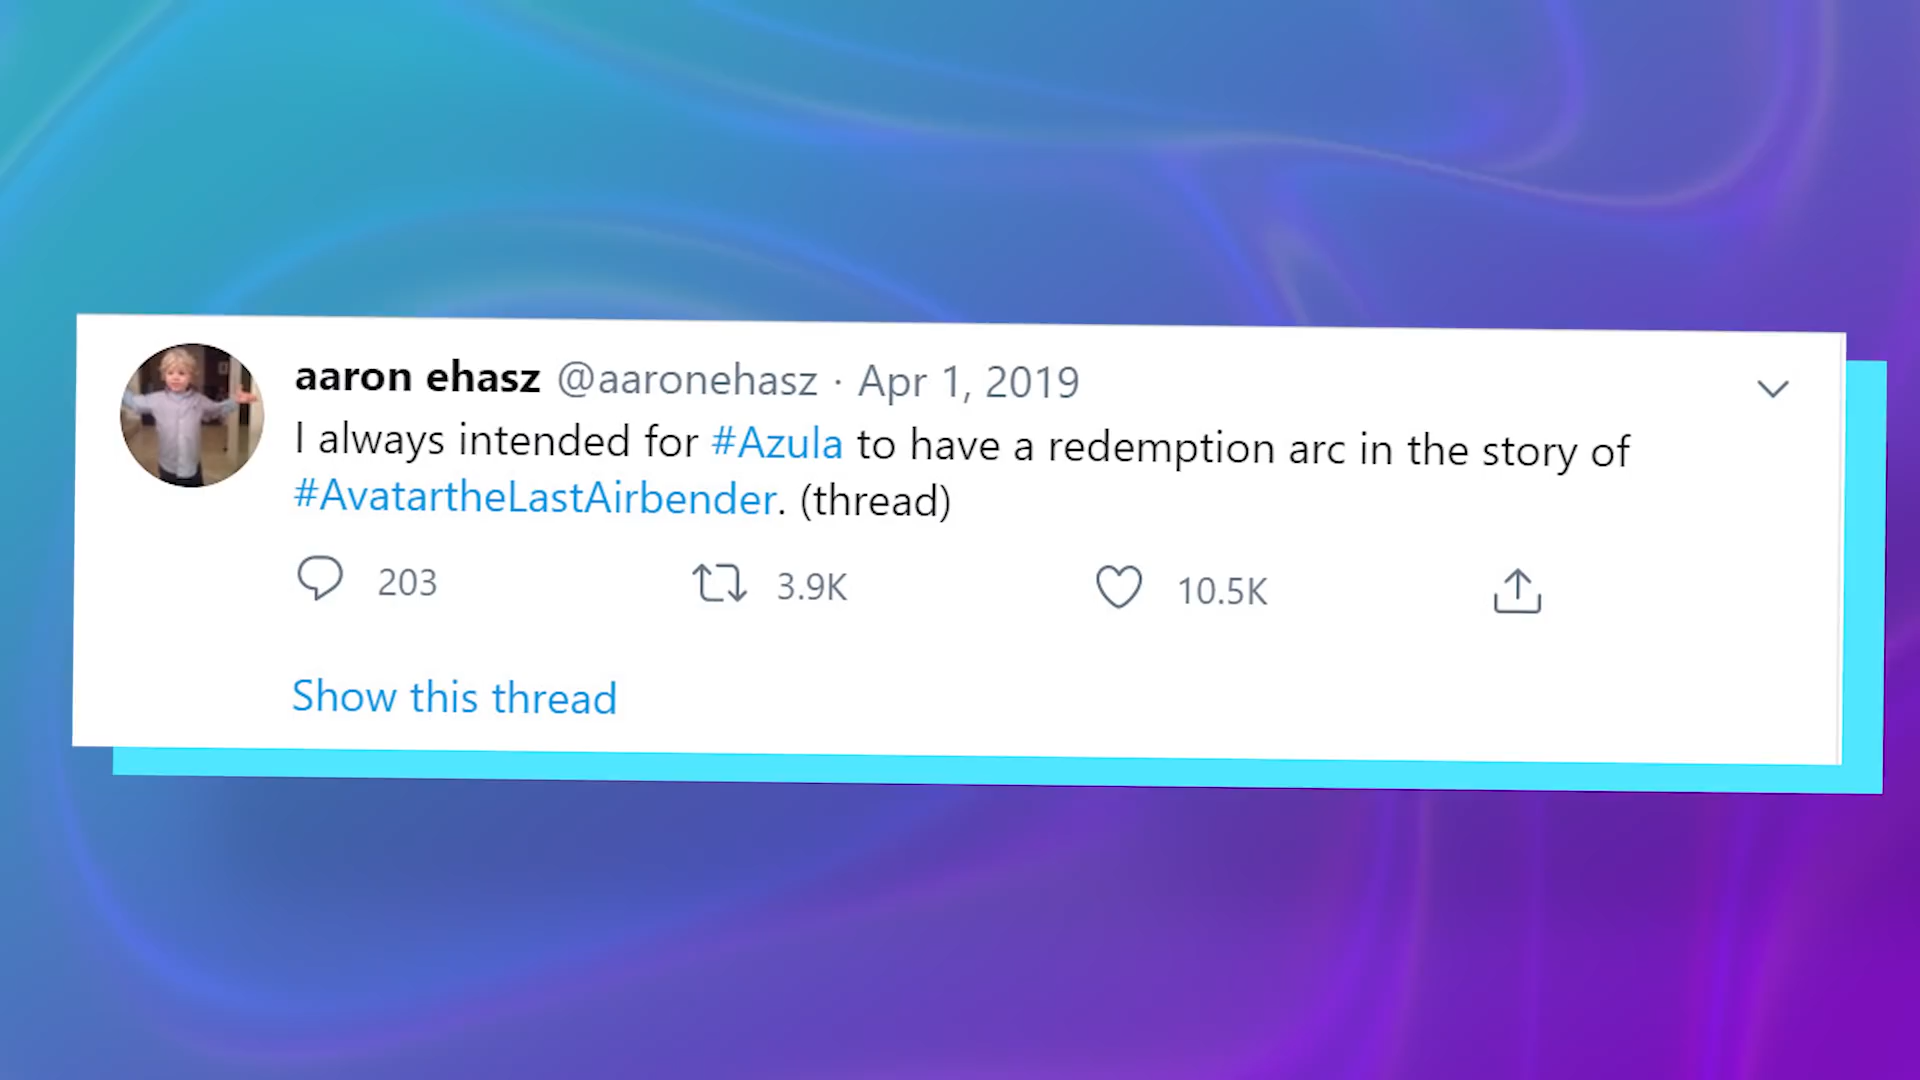 aaron ehasz @aaronehasz · Apr 1, 2019
I always intended for #Azula to have a redemption arc in the story of
#AvatartheLastAirbender. (thread)
203 3.9K 10.5K
Show this thread